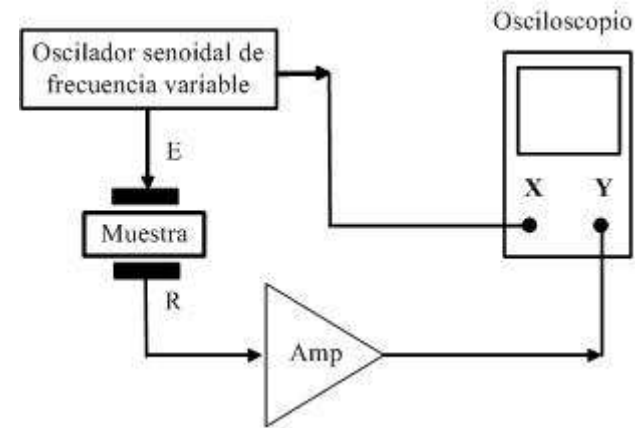 Osciloscopio
Oscilador senoidal de
frecuencia variable
E
X Y
Muestra
R
Amp